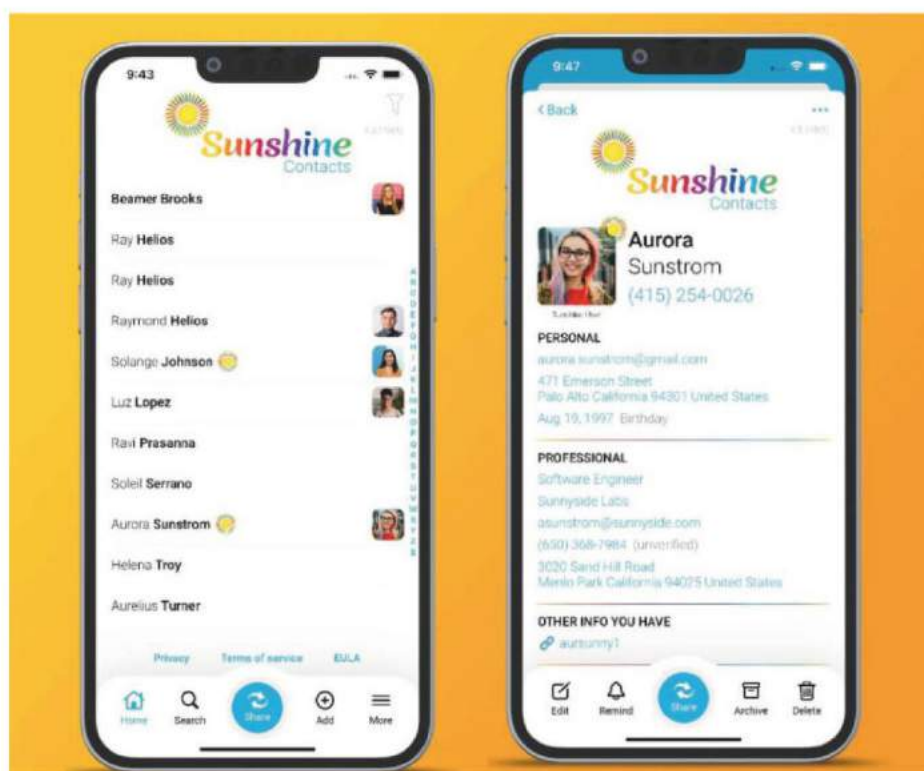 9:43
Sunshine
Contacts
Beamer Brooks
Ray Helios
Ray Helios
Raymond Helios
Solange Johnson
Luz Lopez
Ravi Prasanna
Soleil Serrano
Aurora Sunstrom
Helena Troy
Aurelius Turner
Privacy Terms of service EULA
Home Search Share Add More
9:47
Back
Sunshine
Contacts
Aurora
Sunstrom
(415) 254-0026
Sunshine User
PERSONAL
aurora.sunstrom@gmail.com
471 Emerson Street
Palo Alto California 94301 United States
Aug 19, 1997 Birthday
PROFESSIONAL
Software Engineer
Sunnyside Labs
asunstrom@sunnyside.com
(650) 368-7984 (unverified)
3020 Sand Hill Road
Menlo Park California 94025 United States
OTHER INFO YOU HAVE
aursunny1
Edit Remind Share Archive Delete